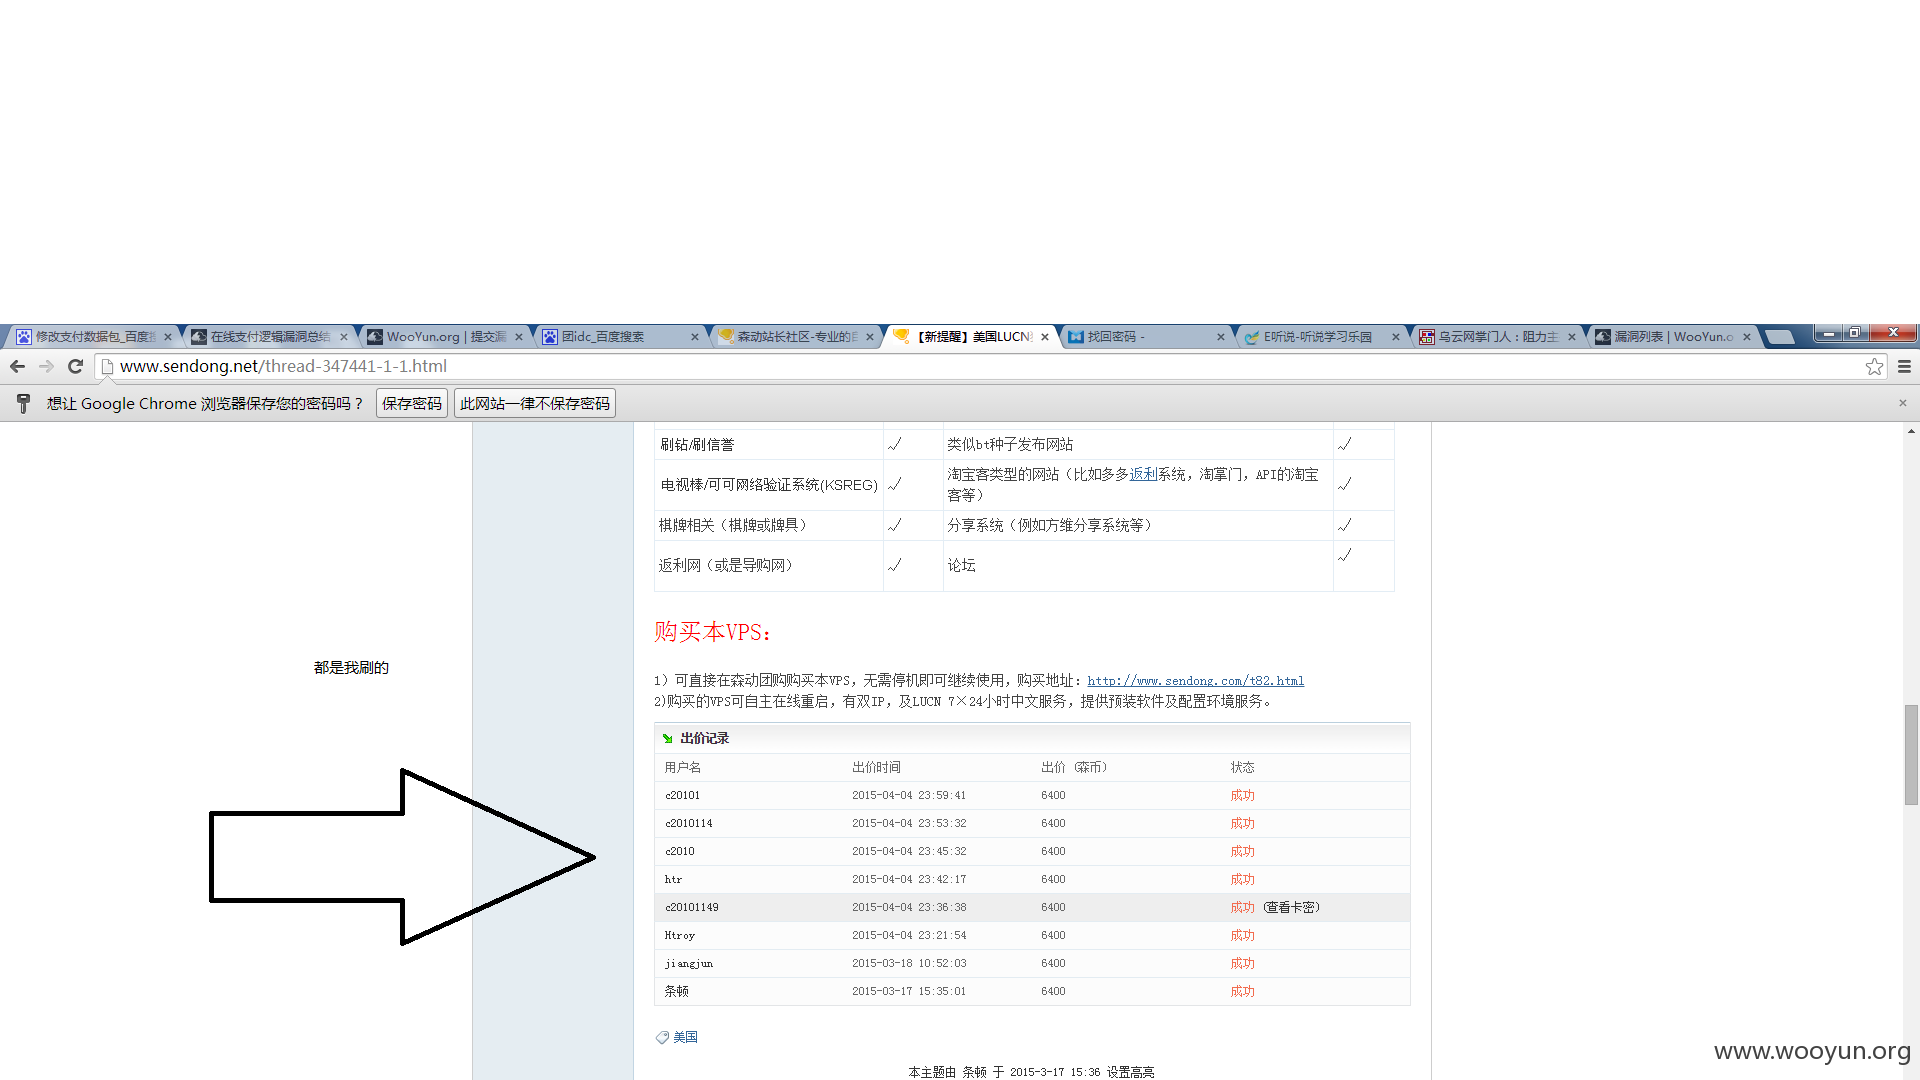 修改支付数据包_百度
在线支付逻辑漏洞总结
WooYun.org | 提交漏
团idc_百度搜索
森动站长社区-专业的
【新提醒】美国LUCN
找回密码 -
E听说-听说学习乐园
乌云网掌门人：阻力主
漏洞列表 | WooYun.o
www.sendong.net/thread-347441-1-1.html
想让 Google Chrome 浏览器保存您的密码吗？ 保存密码 此网站一律不保存密码
刷钻/刷信誉 √ 类似bt种子发布网站 √
电视棒/可可网络验证系统(KSREG) √ 淘宝客类型的网站（比如多多返利系统，淘掌门，API的淘宝
客等） √
棋牌相关（棋牌或牌具） √ 分享系统（例如方维分享系统等） √
返利网（或是导购网） √ 论坛 √
购买本VPS：
都是我刷的
1）可直接在森动团购购买本VPS，无需停机即可继续使用，购买地址：http://www.sendong.com/t82.html
2)购买的VPS可自主在线重启，有双IP，及LUCN 7×24小时中文服务，提供预装软件及配置环境服务。
出价记录
用户名 出价时间 出价（森币） 状态
c20101 2015-04-04 23:59:41 6400 成功
c2010114 2015-04-04 23:53:32 6400 成功
c2010 2015-04-04 23:45:32 6400 成功
htr 2015-04-04 23:42:17 6400 成功
c20101149 2015-04-04 23:36:38 6400 成功 (查看卡密)
Htroy 2015-04-04 23:21:54 6400 成功
jiangjun 2015-03-18 10:52:03 6400 成功
条顿 2015-03-17 15:35:01 6400 成功
美国
本主题由 条顿 于 2015-3-17 15:36 设置高亮
www.wooyun.org